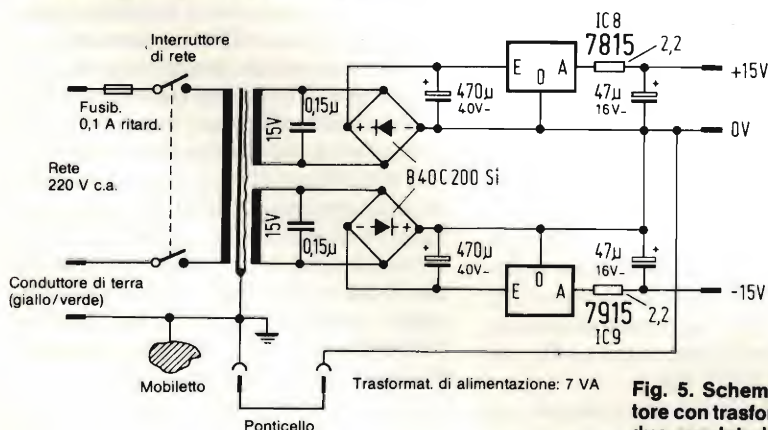 Interruttore
di rete
Fusib.
0,1 A ritard.
Rete
220 V c.a.
Conduttore di terra
(giallo/verde)
Mobiletto
Ponticello
Trasformat. di alimentazione: 7 VA
15V
0,15µ
15V
0,15µ
+ -
B40C200 Si
- +
+
470µ
40V-
IC8
7815
E O A
2,2
+
47µ
16V-
+15V
0V
+
470µ
40V-
E O A
7915
IC9
2,2
47µ
16V-
+
-15V
Fig. 5. Schem
tore con trasfor